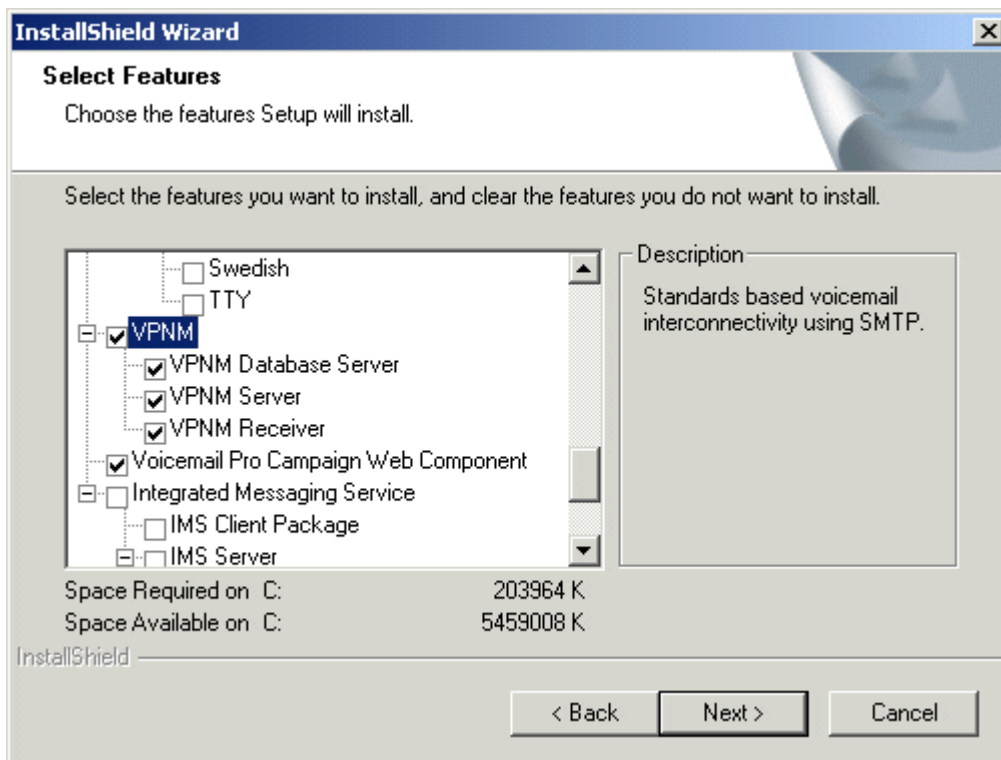 InstallShield Wizard
Select Features
Choose the features Setup will install.
Select the features you want to install, and clear the features you do not want to install.
Swedish
TTY
VPNM
VPNM Database Server
VPNM Server
VPNM Receiver
Voicemail Pro Campaign Web Component
Integrated Messaging Service
IMS Client Package
IMS Server
Description
Standards based voicemail
interconnectivity using SMTP.
Space Required on C: 203964 K
Space Available on C: 5459008 K
InstallShield
< Back Next > Cancel